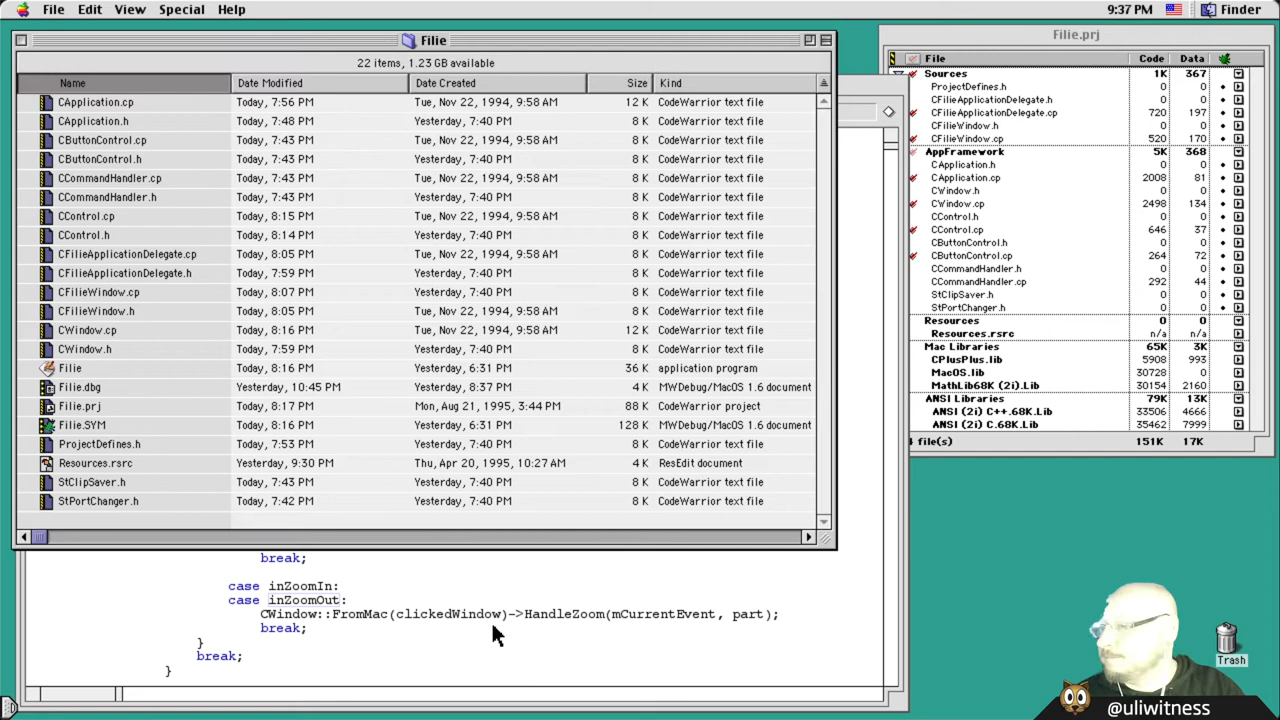 File Edit View Special Help
9:37 PM Finder
Filie
22 items, 1.23 GB available
Name Date Modified Date Created Size Kind
CApplication.cp Today, 7:56 PM Tue, Nov 22, 1994, 9:58 AM 12 K CodeWarrior text file
CApplication.h Today, 7:48 PM Yesterday, 7:40 PM 8 K CodeWarrior text file
CButtonControl.cp Today, 7:43 PM Tue, Nov 22, 1994, 9:58 AM 8 K CodeWarrior text file
CButtonControl.h Today, 7:43 PM Yesterday, 7:40 PM 8 K CodeWarrior text file
CCommandHandler.cp Today, 7:43 PM Tue, Nov 22, 1994, 9:58 AM 8 K CodeWarrior text file
CCommandHandler.h Today, 7:43 PM Yesterday, 7:40 PM 8 K CodeWarrior text file
CControl.cp Today, 8:15 PM Tue, Nov 22, 1994, 9:58 AM 8 K CodeWarrior text file
CControl.h Today, 8:14 PM Yesterday, 7:40 PM 8 K CodeWarrior text file
CFilieApplicationDelegate.cp Today, 8:05 PM Tue, Nov 22, 1994, 9:58 AM 8 K CodeWarrior text file
CFilieApplicationDelegate.h Today, 7:59 PM Yesterday, 7:40 PM 8 K CodeWarrior text file
CFilieWindow.cp Today, 8:07 PM Tue, Nov 22, 1994, 9:58 AM 8 K CodeWarrior text file
CFilieWindow.h Today, 8:05 PM Yesterday, 7:40 PM 8 K CodeWarrior text file
CWindow.cp Today, 8:16 PM Tue, Nov 22, 1994, 9:58 AM 12 K CodeWarrior text file
CWindow.h Today, 7:59 PM Yesterday, 7:40 PM 8 K CodeWarrior text file
Filie Today, 8:16 PM Yesterday, 6:31 PM 36 K application program
Filie.dbg Yesterday, 10:45 PM Yesterday, 8:37 PM 4 K MWDebug/MacOS 1.6 document
Filie.prj Today, 8:17 PM Mon, Aug 21, 1995, 3:44 PM 88 K CodeWarrior project
Filie.SYM Today, 8:16 PM Yesterday, 6:31 PM 128 K MWDebug/MacOS 1.6 document
ProjectDefines.h Today, 7:53 PM Yesterday, 7:40 PM 8 K CodeWarrior text file
Resources.rsrc Yesterday, 9:30 PM Thu, Apr 20, 1995, 10:27 AM 4 K ResEdit document
StClipSaver.h Today, 7:43 PM Yesterday, 7:40 PM 8 K CodeWarrior text file
StPortChanger.h Today, 7:42 PM Yesterday, 7:40 PM 8 K CodeWarrior text file
break;
case inZoomIn:
case inZoomOut:
CWindow::FromMac(clickedWindow)->HandleZoom(mCurrentEvent, part);
break;
}
break;
}
Filie.prj
File Code Data
Sources 1K 367
ProjectDefines.h 0 0
CFilieApplicationDelegate.h 0 0
CFilieApplicationDelegate.cp 720 197
CFilieWindow.h 0 0
CFilieWindow.cp 520 170
AppFramework 5K 368
CApplication.h 0 0
CApplication.cp 2008 81
CWindow.h 0 0
CWindow.cp 2498 134
CControl.h 0 0
CControl.cp 646 37
CButtonControl.h 0 0
CButtonControl.cp 264 72
CCommandHandler.h 0 0
CCommandHandler.cp 292 44
StClipSaver.h 0 0
StPortChanger.h 0 0
Resources 0 0
Resources.rsrc n/a n/a
Mac Libraries 65K 3K
CPlusPlus.lib 5908 993
MacOS.lib 30728 0
MathLib68K (2i).Lib 30154 2160
ANSI Libraries 79K 13K
ANSI (2i) C++.68K.Lib 33506 4666
ANSI (2i) C.68K.Lib 35462 7999
file(s) 151K 17K
Trash
@uliwitness